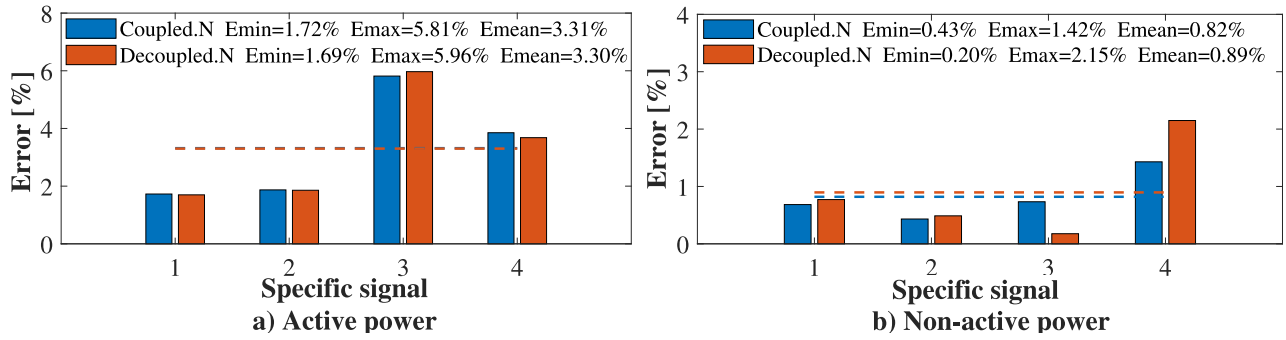 8
6
4
2
0
Error [%]
Coupled.N Emin=1.72% Emax=5.81% Emean=3.31%
Decoupled.N Emin=1.69% Emax=5.96% Emean=3.30%
1 2 3 4
Specific signal
a) Active power
4
3
2
1
0
Error [%]
Coupled.N Emin=0.43% Emax=1.42% Emean=0.82%
Decoupled.N Emin=0.20% Emax=2.15% Emean=0.89%
1 2 3 4
Specific signal
b) Non-active power